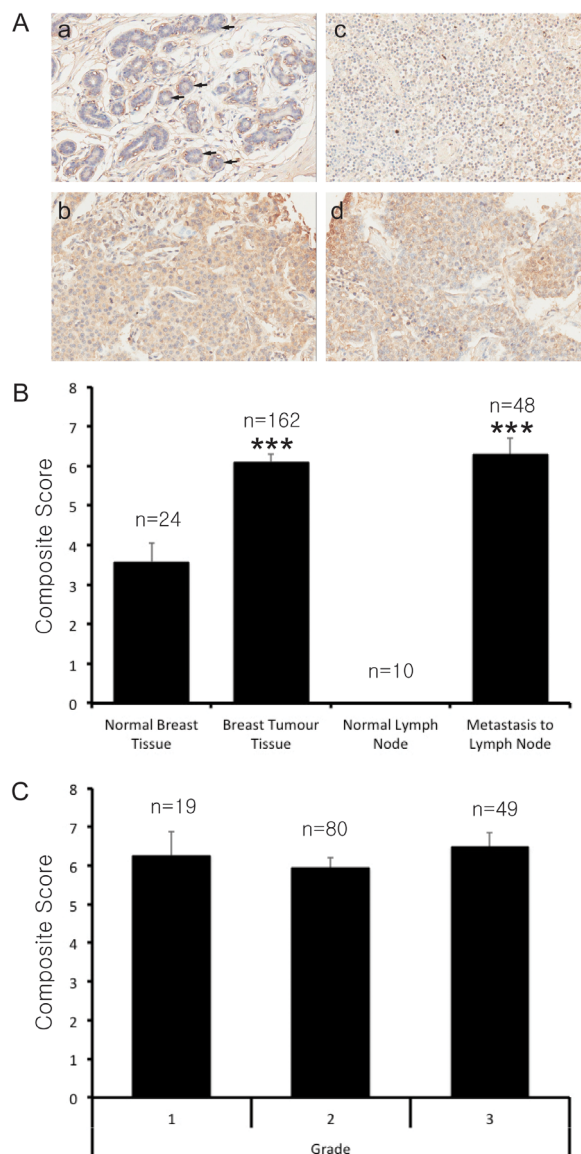 A
a
c
b
d
B
Composite Score
8
7
6
5
4
3
2
1
0
n=24
n=162
***
n=10
n=48
***
Normal Breast Tissue
Breast Tumour Tissue
Normal Lymph Node
Metastasis to Lymph Node
C
Composite Score
8
7
6
5
4
3
2
1
0
n=19
n=80
n=49
1
2
3
Grade